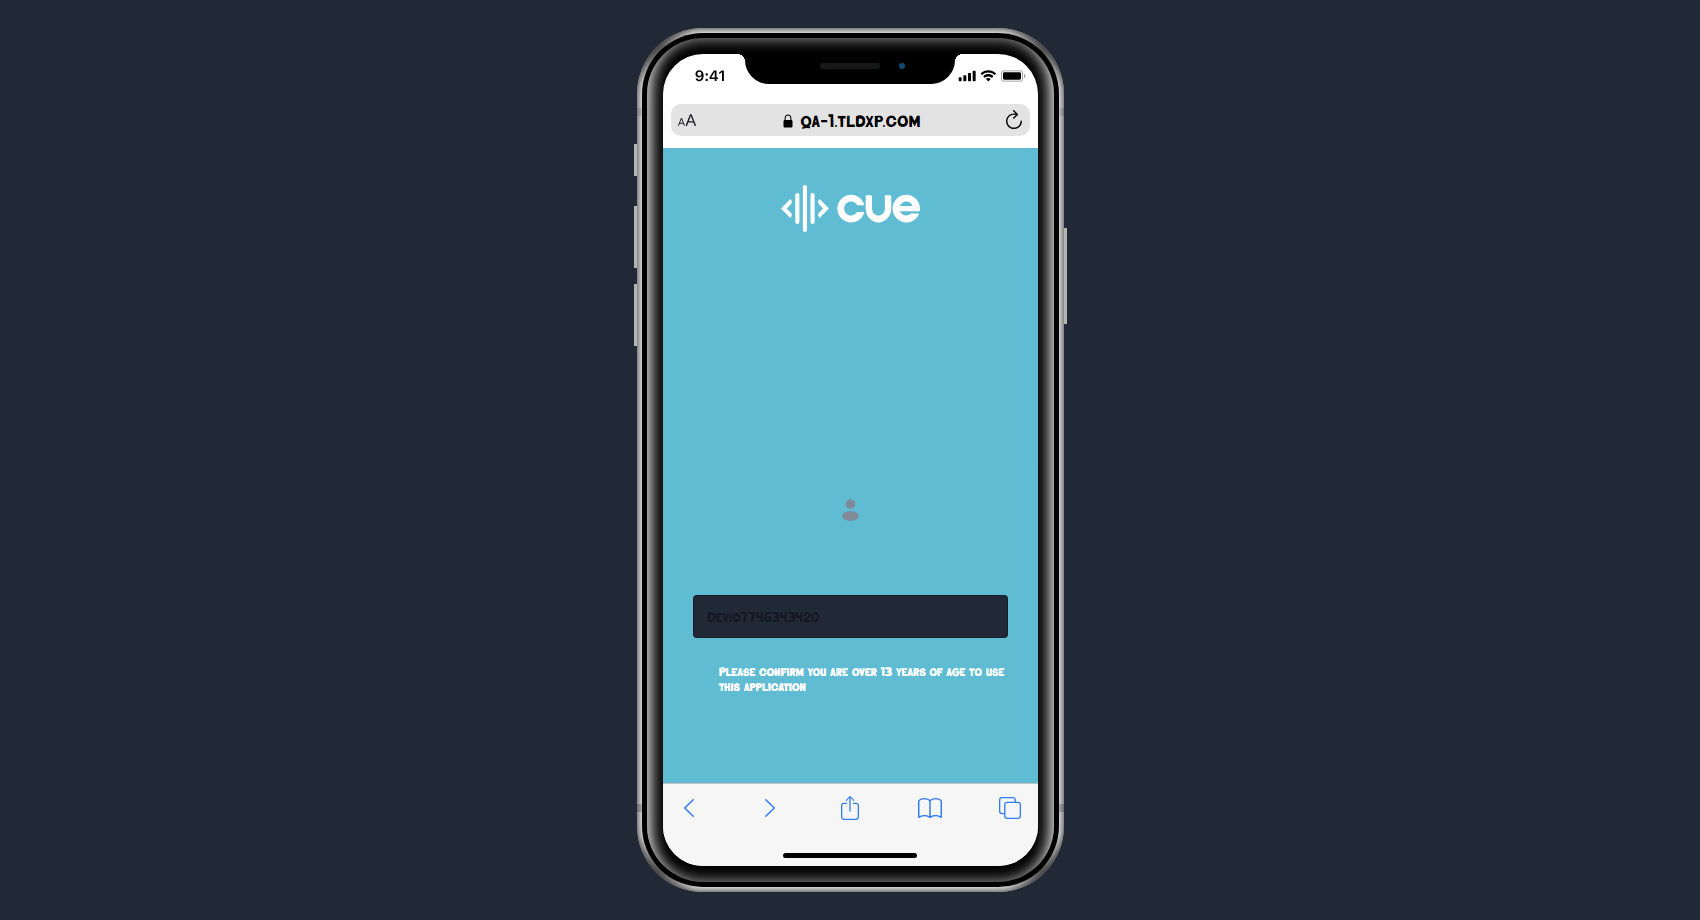 9:41
AA
QA-1.TLDXP.COM
cue
Devid7746343420
Please confirm you are over 13 years of age to use
this application